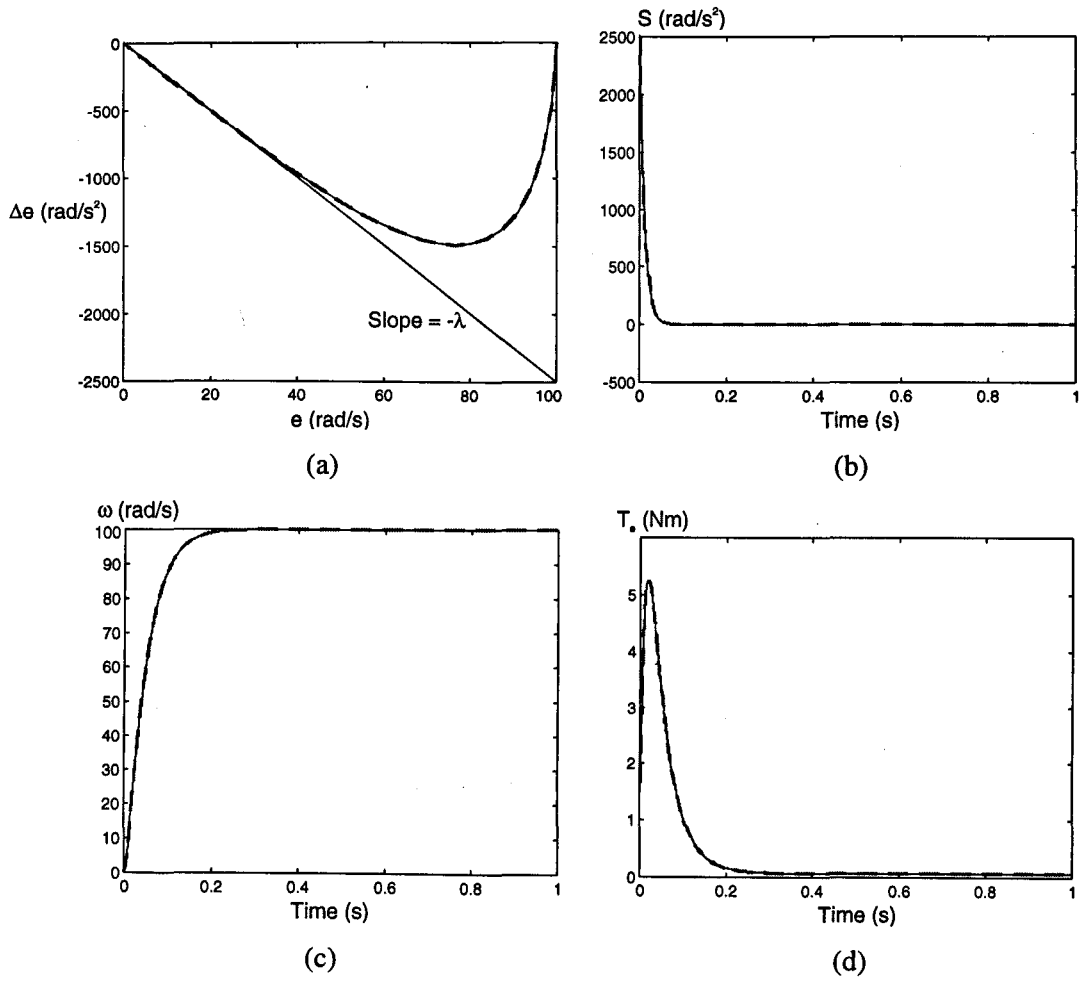 S (rad/s²)
-0
-500
-1000
-1500
-2000
-2500
Δe (rad/s²)
Slope = -λ
0 20 40 60 80 100
e (rad/s)
(a)
2500
2000
1500
1000
500
0
-500
0 0.2 0.4 0.6 0.8 1
Time (s)
(b)
ω (rad/s)
100
90
80
70
60
50
40
30
20
10
0
0 0.2 0.4 0.6 0.8 1
Time (s)
(c)
Tₑ (Nm)
5
4
3
2
1
0
0 0.2 0.4 0.6 0.8 1
Time (s)
(d)